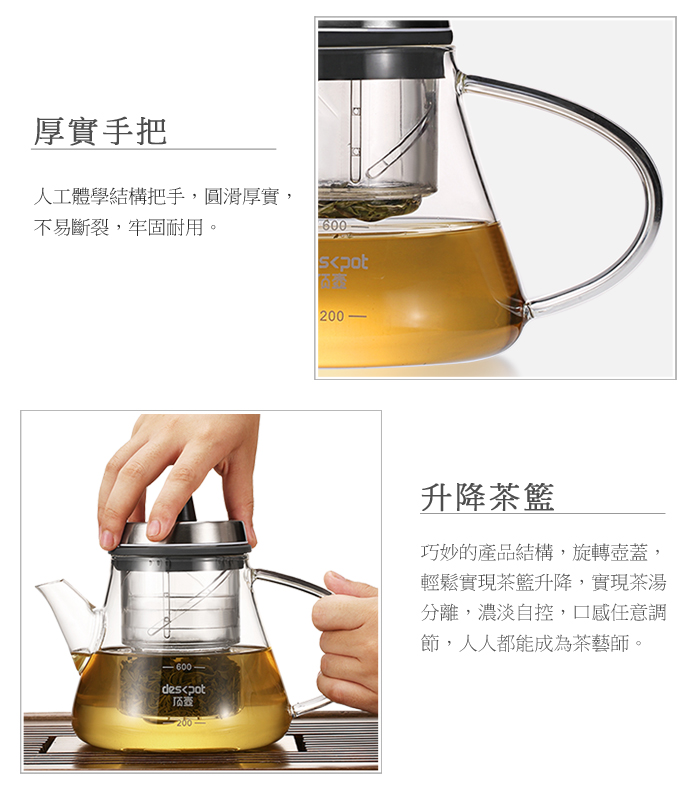 厚實手把
人工體學結構把手，圓滑厚實，
不易斷裂，牢固耐用。
600
des<pot
頂壺
200
升降茶籃
巧妙的產品結構，旋轉壺蓋，
輕鬆實現茶籃升降，實現茶湯
分離，濃淡自控，口感任意調
節，人人都能成為茶藝師。
600
des<pot
顶壶
200